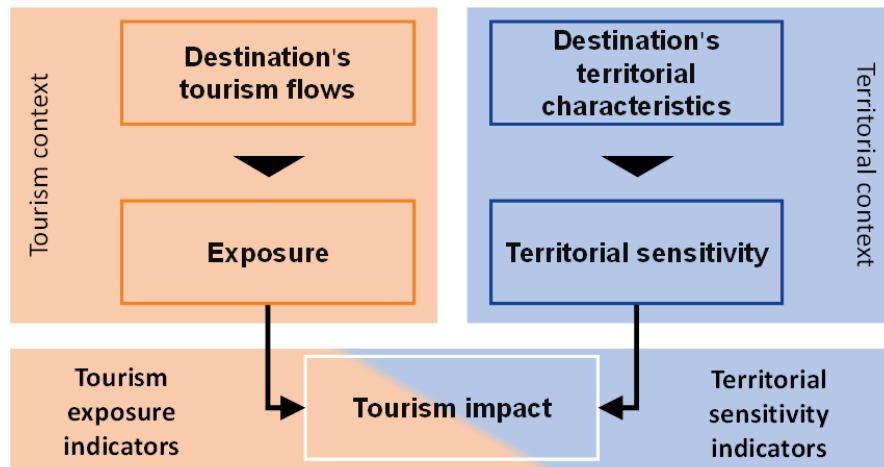 Tourism context
Destination's
tourism flows
Exposure
Destination's
territorial
characteristics
Territorial sensitivity
Territorial context
Tourism
exposure
indicators
Tourism impact
Territorial
sensitivity
indicators